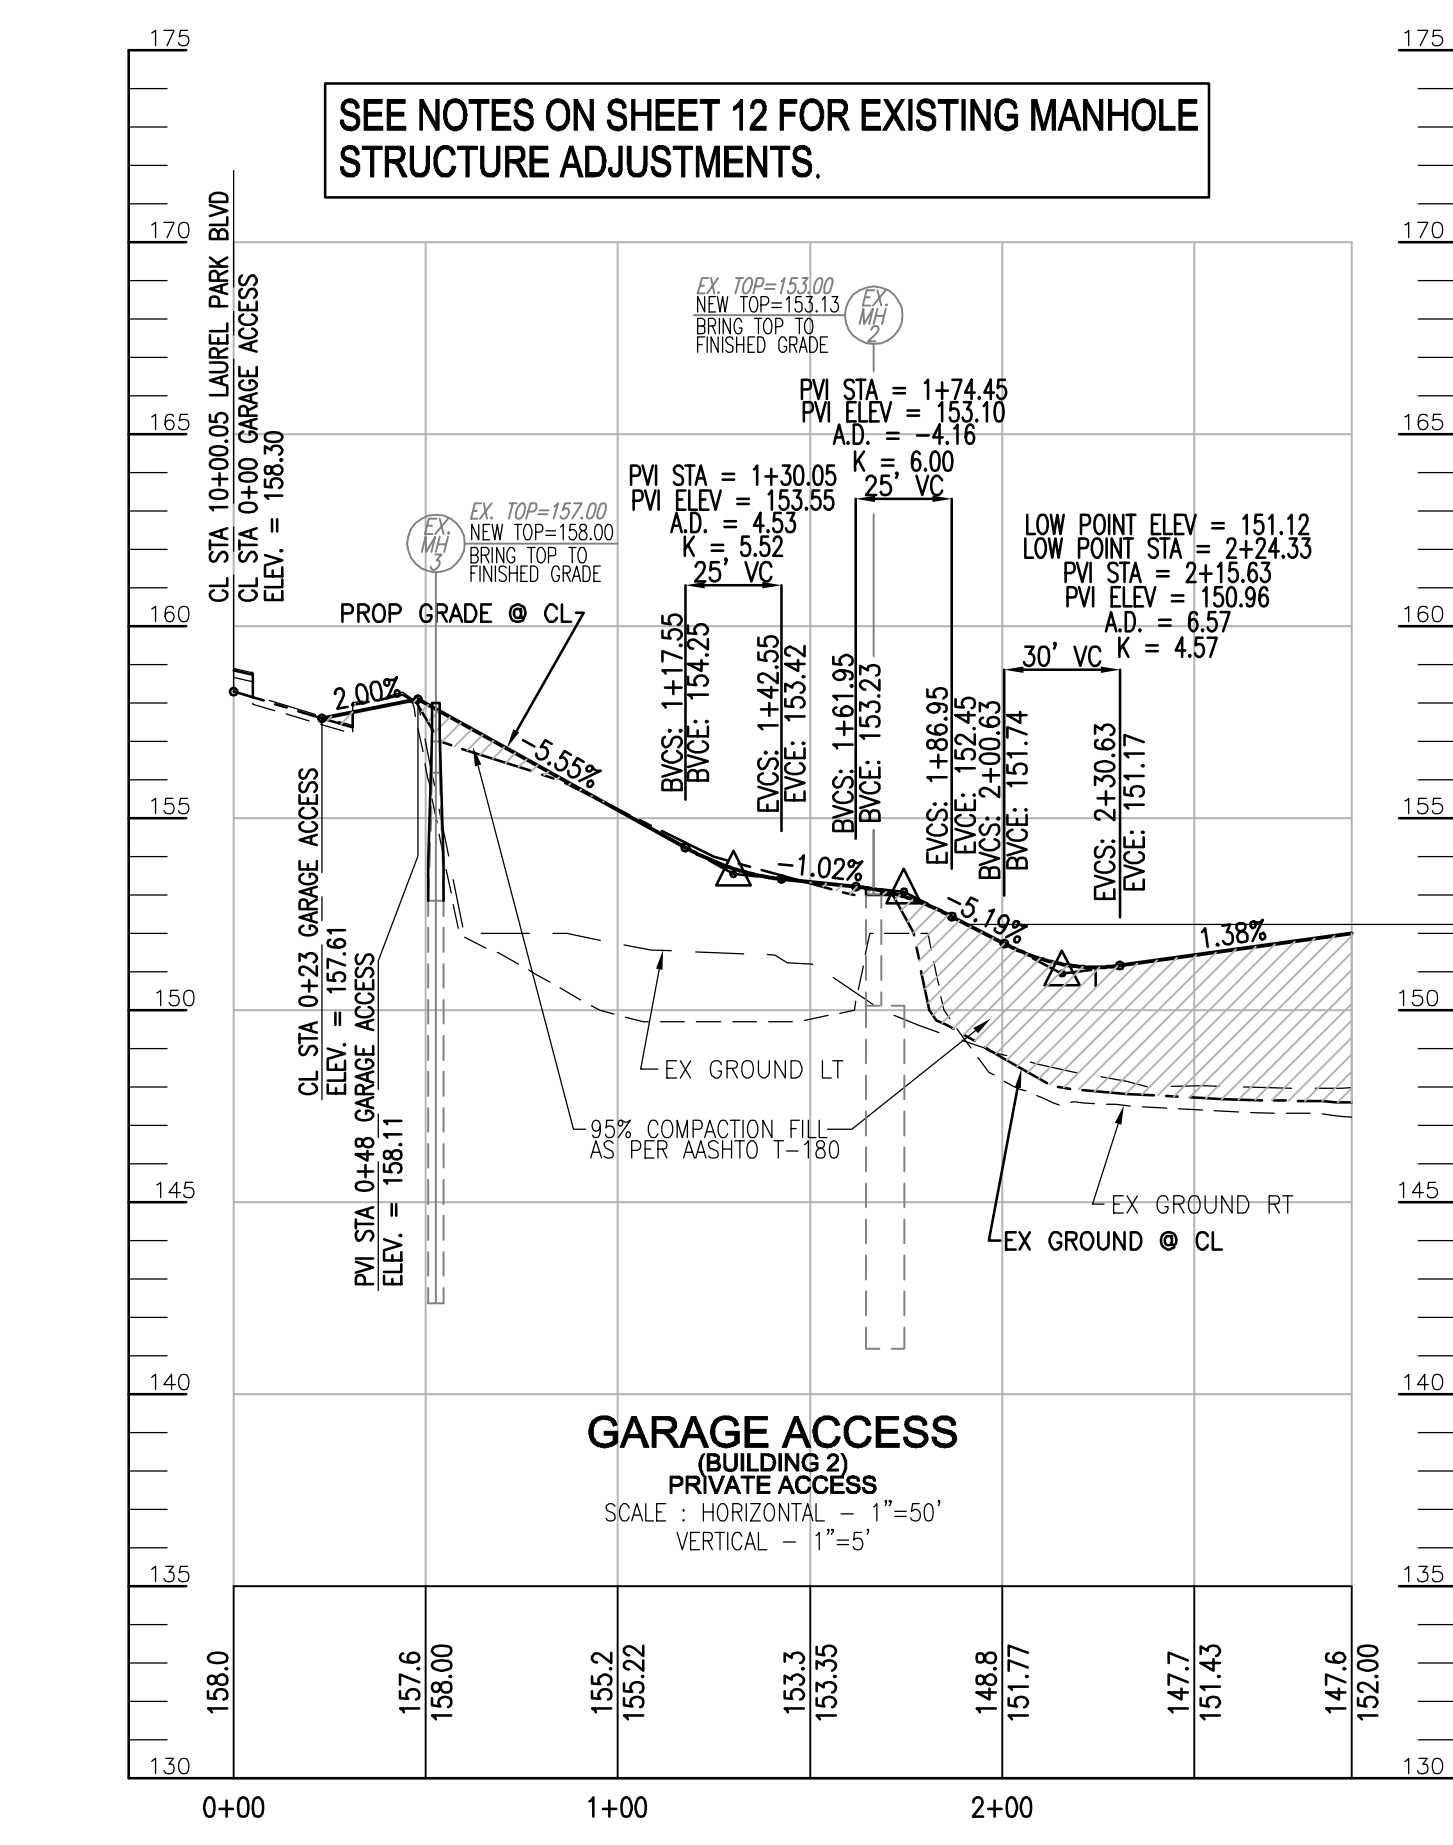 SEE NOTES ON SHEET 12 FOR EXISTING MANHOLE
STRUCTURE ADJUSTMENTS.
175
170
165
160
155
150
145
140
135
130
175
170
165
160
155
150
145
140
135
130
CL STA 10+00.05 LAUREL PARK BLVD
CL STA 0+00 GARAGE ACCESS
ELEV. = 158.30
EX. TOP=153.00
NEW TOP=153.13
BRING TOP TO
FINISHED GRADE
EX.
MH
2
PVI STA = 1+74.45
PVI ELEV = 153.10
A.D. = -4.16
K = 6.00
25' VC
PVI STA = 1+30.05
PVI ELEV = 153.55
A.D. = 4.53
K = 5.52
25' VC
EX. TOP=157.00
NEW TOP=158.00
BRING TOP TO
FINISHED GRADE
EX.
MH
3
LOW POINT ELEV = 151.12
LOW POINT STA = 2+24.33
PVI STA = 2+15.63
PVI ELEV = 150.96
A.D. = 6.57
K = 4.57
30' VC
PROP GRADE @ CL
BVCS: 1+17.55
BVCE: 154.25
EVCS: 1+42.55
EVCE: 153.42
BVCS: 1+61.95
BVCE: 153.23
EVCS: 1+86.95
EVCE: 152.45
BVCS: 2+00.63
BVCE: 151.74
EVCS: 2+30.63
EVCE: 151.17
2.00%
-5.55%
-1.02%
-5.19%
1.38%
CL STA 0+23 GARAGE ACCESS
ELEV. = 157.61
PVI STA 0+48 GARAGE ACCESS
ELEV. = 158.11
EX GROUND LT
95% COMPACTION FILL
AS PER AASHTO T-180
EX GROUND RT
EX GROUND @ CL
GARAGE ACCESS
(BUILDING 2)
PRIVATE ACCESS
SCALE : HORIZONTAL - 1"=50'
VERTICAL - 1"=5'
158.0
157.6
158.00
155.2
155.22
153.3
153.35
148.8
151.77
147.7
151.43
147.6
152.00
0+00
1+00
2+00